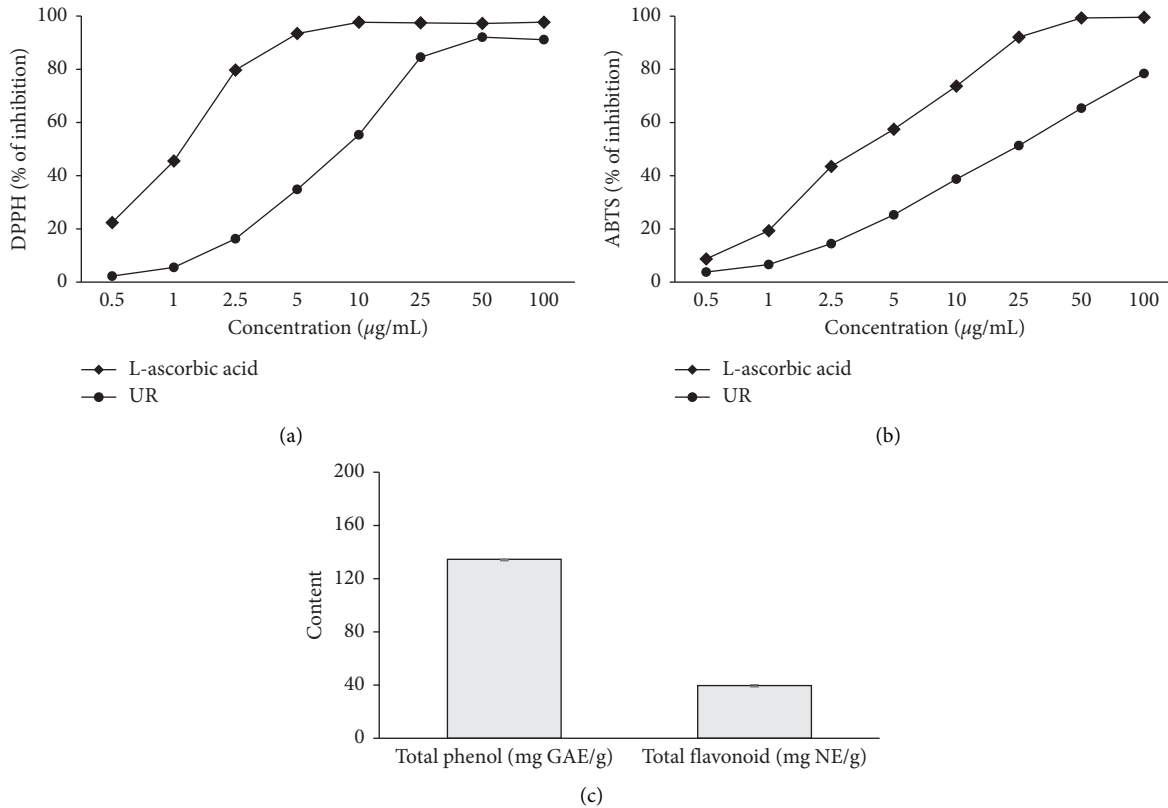 100
80
60
40
20
0
DPPH (% of inhibition)
0.5 1 2.5 5 10 25 50 100
Concentration (μg/mL)
L-ascorbic acid
UR
(a)
100
80
60
40
20
0
ABTS (% of inhibition)
0.5 1 2.5 5 10 25 50 100
Concentration (μg/mL)
L-ascorbic acid
UR
(b)
200
160
120
80
40
0
Content
Total phenol (mg GAE/g) Total flavonoid (mg NE/g)
(c)